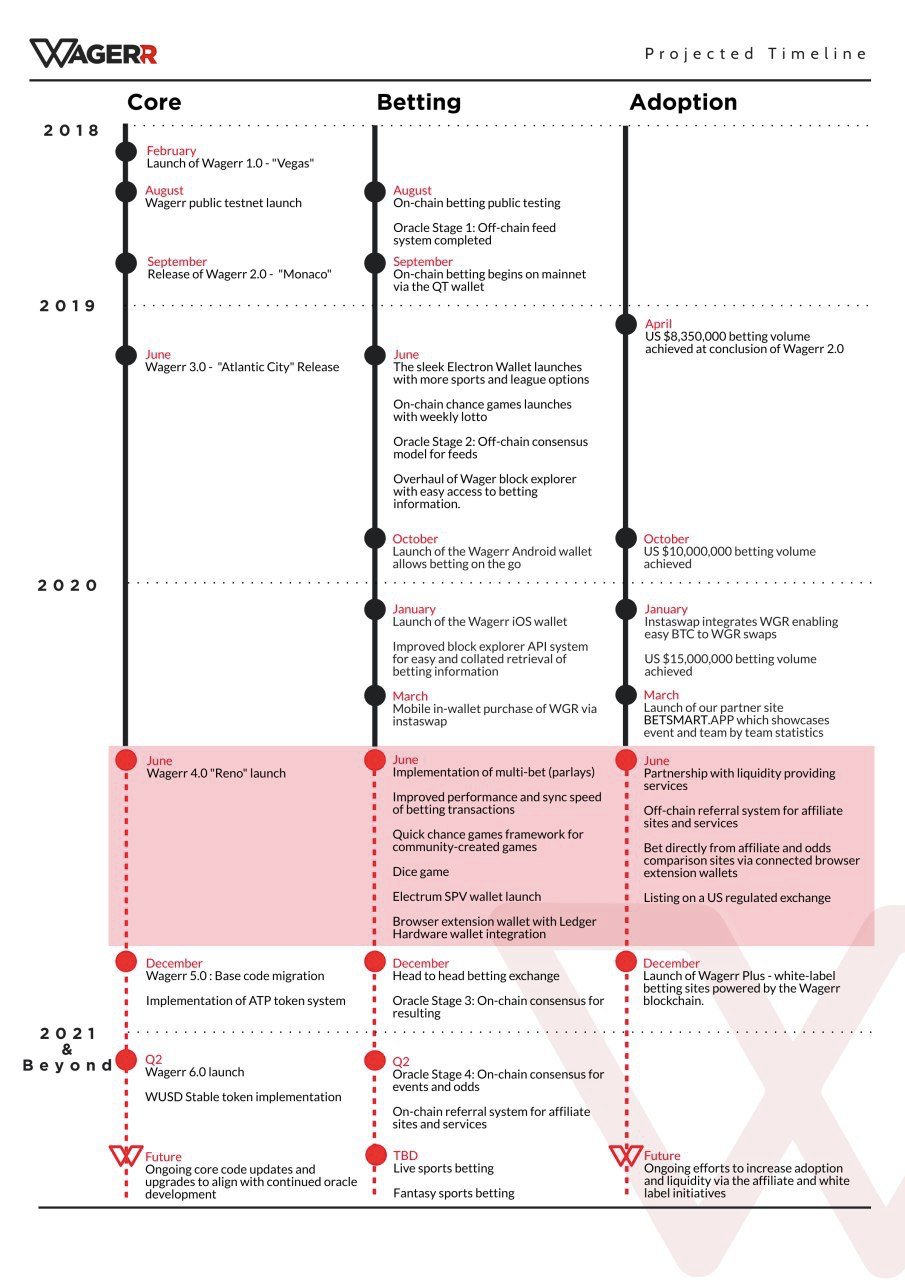 WAGERR
Projected Timeline
Core
Betting
Adoption
2018
February
Launch of Wagerr 1.0 - "Vegas"
August
Wagerr public testnet launch
August
On-chain betting public testing
Oracle Stage 1: Off-chain feed
system completed
September
Release of Wagerr 2.0 - "Monaco"
September
On-chain betting begins on mainnet
via the QT wallet
2019
April
US $8,350,000 betting volume
achieved at conclusion of Wagerr 2.0
June
Wagerr 3.0 - "Atlantic City" Release
June
The sleek Electron Wallet launches
with more sports and league options
On-chain chance games launches
with weekly lotto
Oracle Stage 2: Off-chain consensus
model for feeds
Overhaul of Wager block explorer
with easy access to betting
information.
October
Launch of the Wagerr Android wallet
allows betting on the go
October
US $10,000,000 betting volume
achieved
2020
January
Launch of the Wagerr iOS wallet
Improved block explorer API system
for easy and collated retrieval of
betting information
January
Instaswap integrates WGR enabling
easy BTC to WGR swaps
US $15,000,000 betting volume
achieved
March
Mobile in-wallet purchase of WGR via
instaswap
March
Launch of our partner site
BETSMART.APP which showcases
event and team by team statistics
June
Wagerr 4.0 "Reno" launch
June
Implementation of multi-bet (parlays)
Improved performance and sync speed
of betting transactions
Quick chance games framework for
community-created games
Dice game
Electrum SPV wallet launch
Browser extension wallet with Ledger
Hardware wallet integration
June
Partnership with liquidity providing
services
Off-chain referral system for affiliate
sites and services
Bet directly from affiliate and odds
comparison sites via connected browser
extension wallets
Listing on a US regulated exchange
December
Wagerr 5.0 : Base code migration
Implementation of ATP token system
December
Head to head betting exchange
Oracle Stage 3: On-chain consensus for
resulting
December
Launch of Wagerr Plus - white-label
betting sites powered by the Wagerr
blockchain.
2021
&
Beyond
Q2
Wagerr 6.0 launch
WUSD Stable token implementation
Q2
Oracle Stage 4: On-chain consensus for
events and odds
On-chain referral system for affiliate
sites and services
Future
Ongoing core code updates and
upgrades to align with continued oracle
development
TBD
Live sports betting
Fantasy sports betting
Future
Ongoing efforts to increase adoption
and liquidity via the affiliate and white
label initiatives